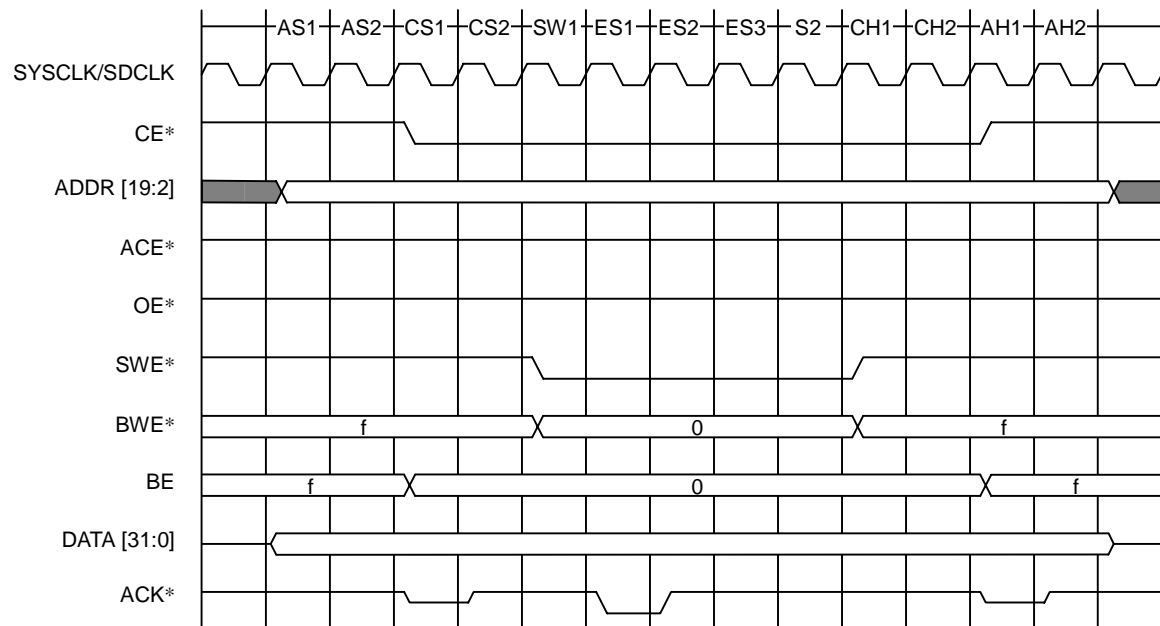 AS1 AS2 CS1 CS2 SW1 ES1 ES2 ES3 S2 CH1 CH2 AH1 AH2
SYSCLK/SDCLK
CE*
ADDR [19:2]
ACE*
OE*
SWE*
BWE* f 0 f
BE f 0 f
DATA [31:0]
ACK*